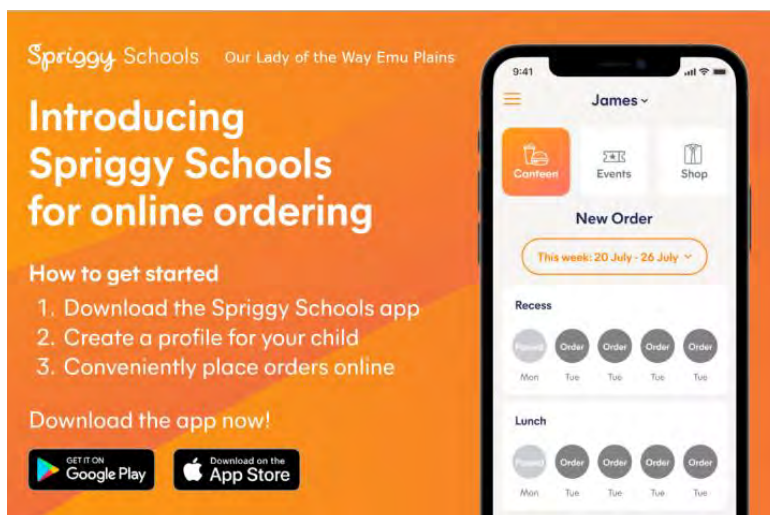 Spriggy Schools Our Lady of the Way Emu Plains
Introducing
Spriggy Schools
for online ordering
How to get started
1. Download the Spriggy Schools app
2. Create a profile for your child
3. Conveniently place orders online
Download the app now!
GET IT ON
Google Play
Download on the
App Store
9:41
James
Canteen Events Shop
New Order
This week: 20 July - 26 July
Recess
Passed Order Order Order Order
Mon Tue Tue Tue Tue
Lunch
Passed Order Order Order Order
Mon Tue Tue Tue Tue